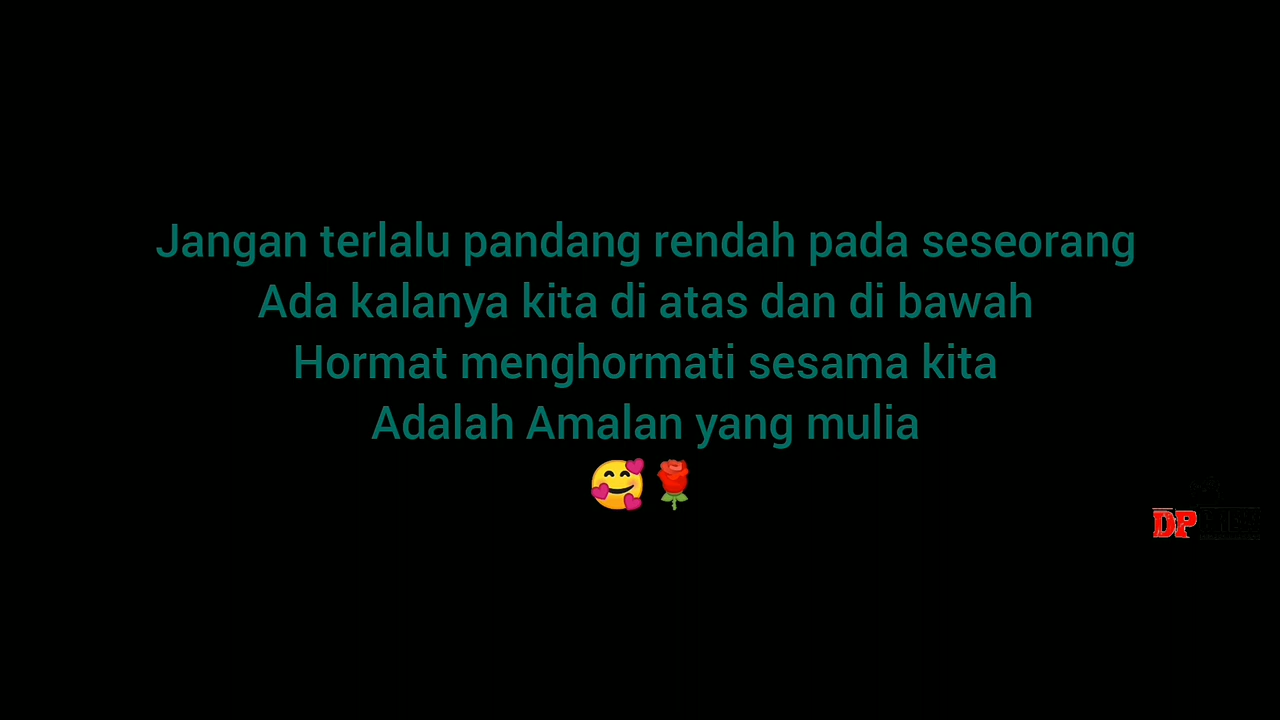 Jangan terlalu pandang rendah pada seseorang
Ada kalanya kita di atas dan di bawah
Hormat menghormati sesama kita
Adalah Amalan yang mulia
🥰🌹
DP